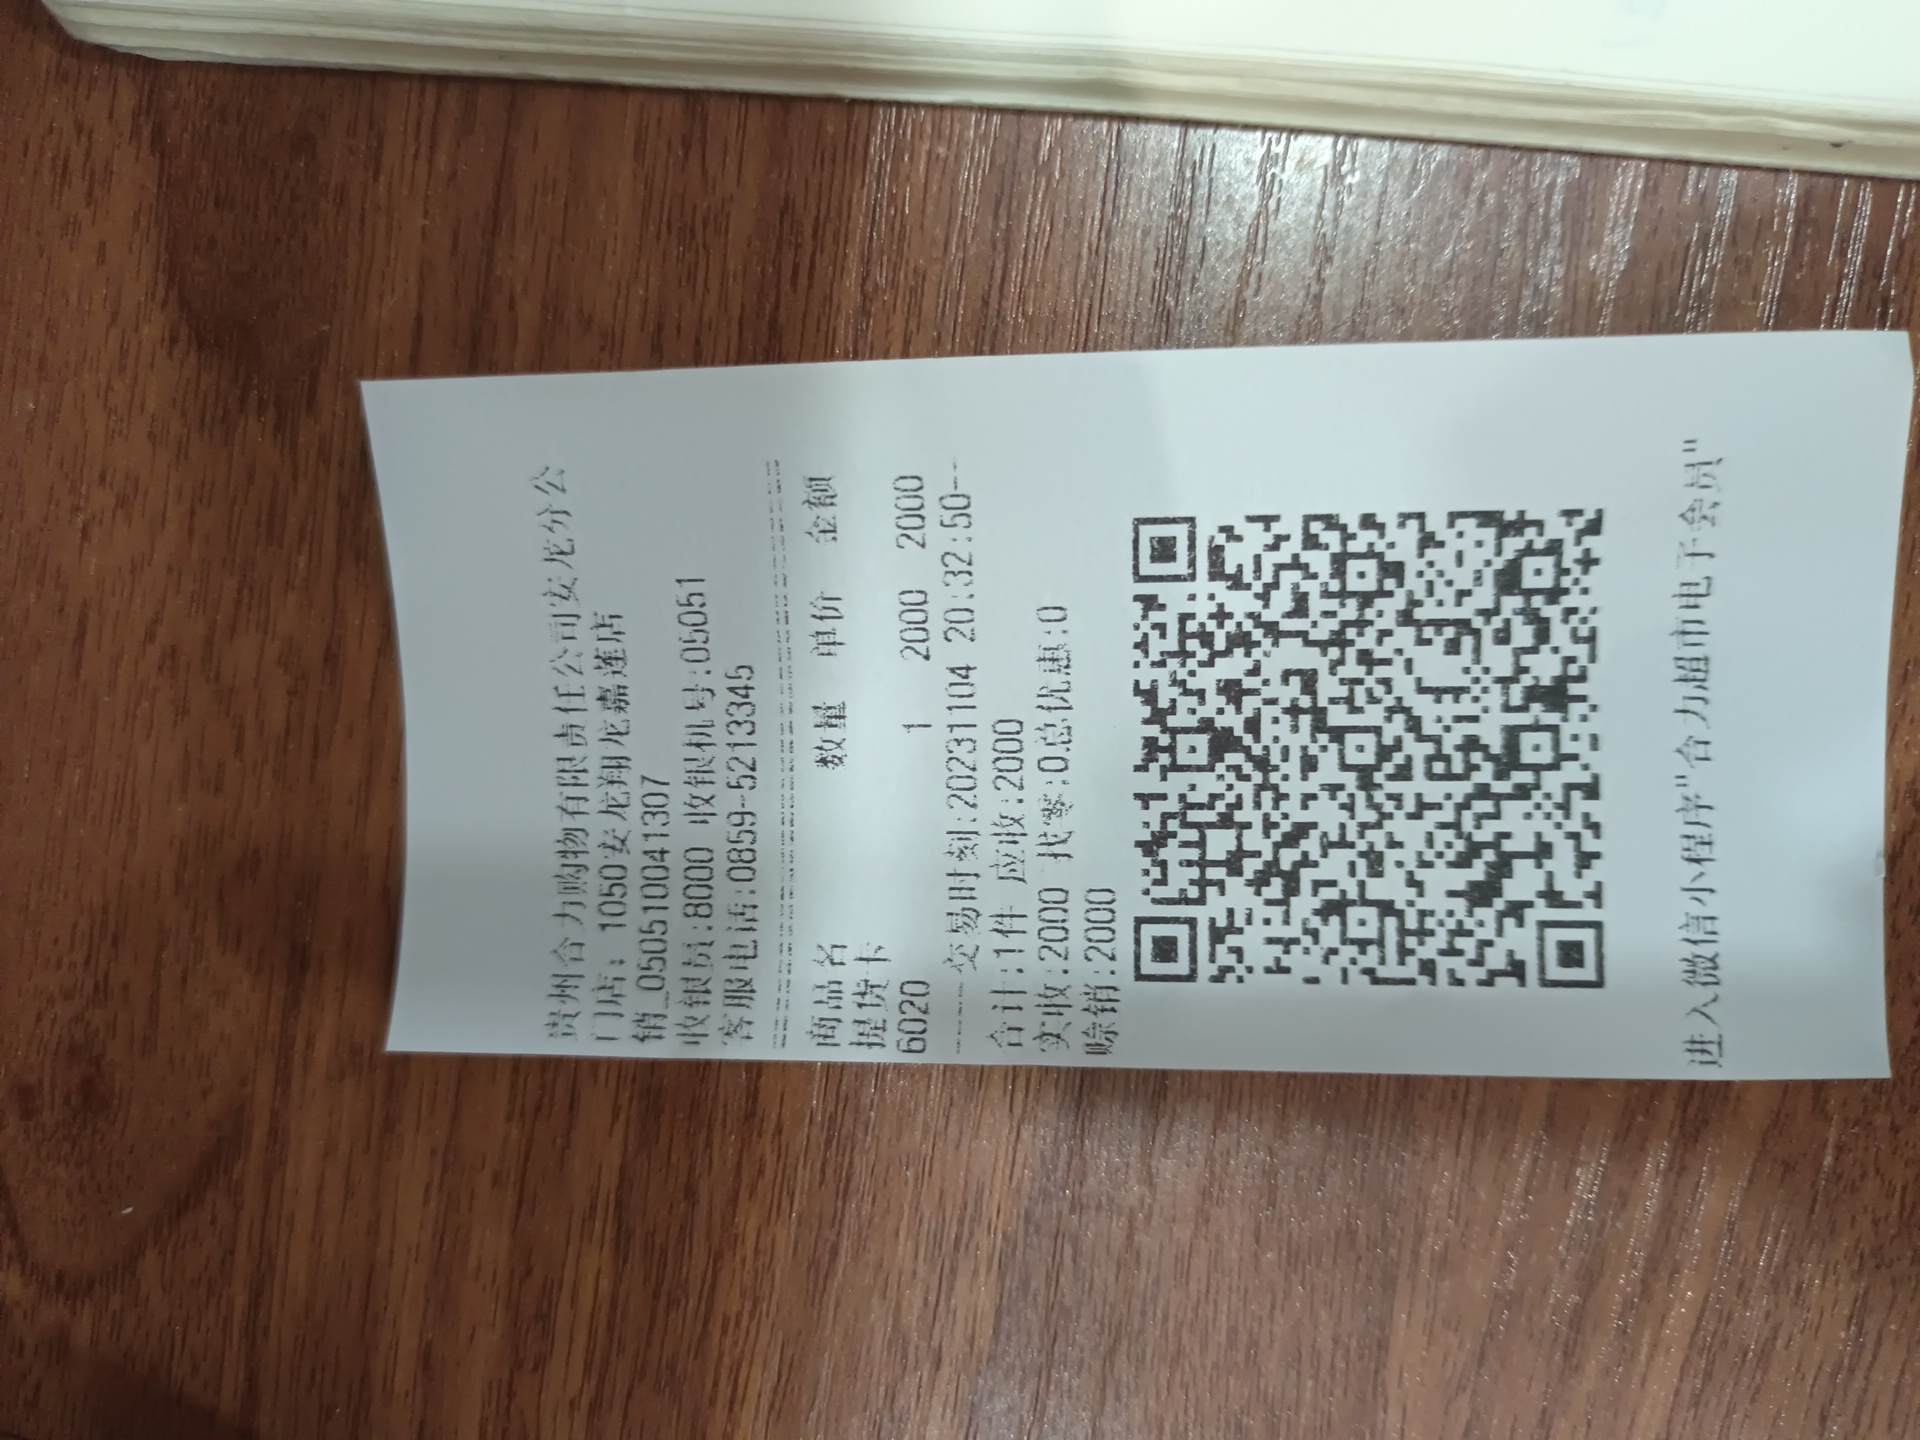 贵州合力购物有限责任公司安龙分公
门店: 1050安龙翔龙嘉莲店
销_0505100041307
收银员:8000 收银机号:05051
客服电话:0859-5213345
商品名 数量 单价 金额
提货卡
6020 1 2000 2000
交易时刻:20231104 20:32:50--
合计:1件 应收:2000
实收:2000 找零:0总优惠:0
赊销:2000
进入微信小程序"合力超市电子会员"